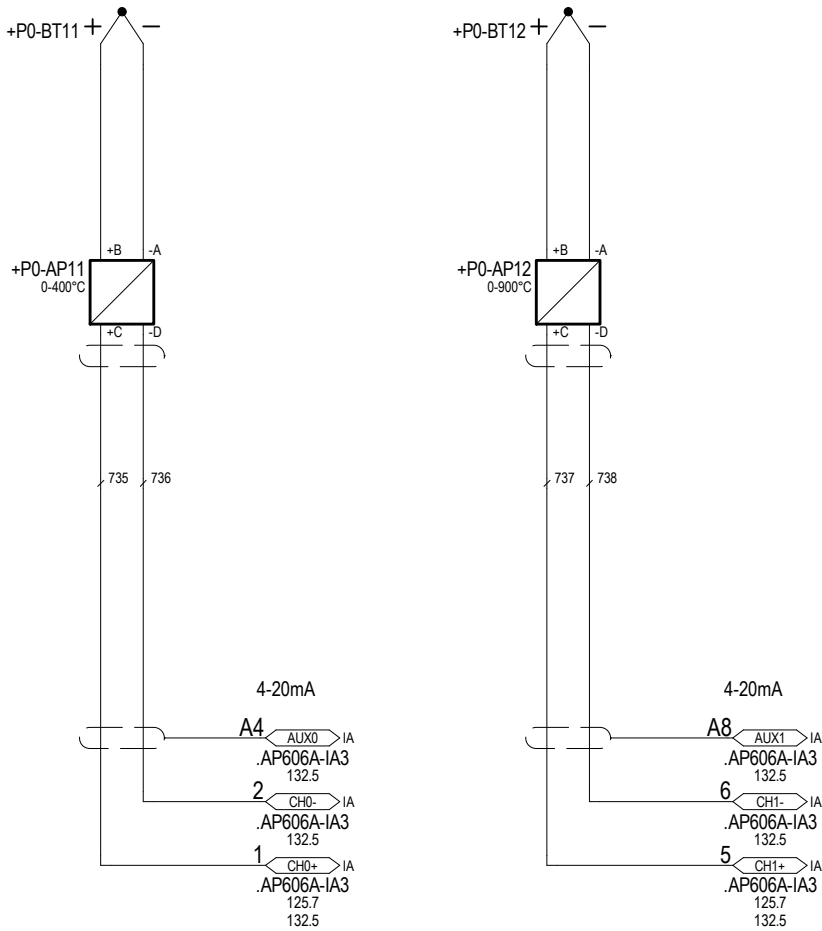 +P0-BT11 + −
+P0-BT12 + −
+B -A
+P0-AP11
0-400°C
+C -D
+B -A
+P0-AP12
0-900°C
+C -D
735 736
737 738
4-20mA
A4 AUX0 IA
.AP606A-IA3
132.5
2 CH0- IA
.AP606A-IA3
132.5
1 CH0+ IA
.AP606A-IA3
125.7
132.5
4-20mA
A8 AUX1 IA
.AP606A-IA3
132.5
6 CH1- IA
.AP606A-IA3
132.5
5 CH1+ IA
.AP606A-IA3
125.7
132.5